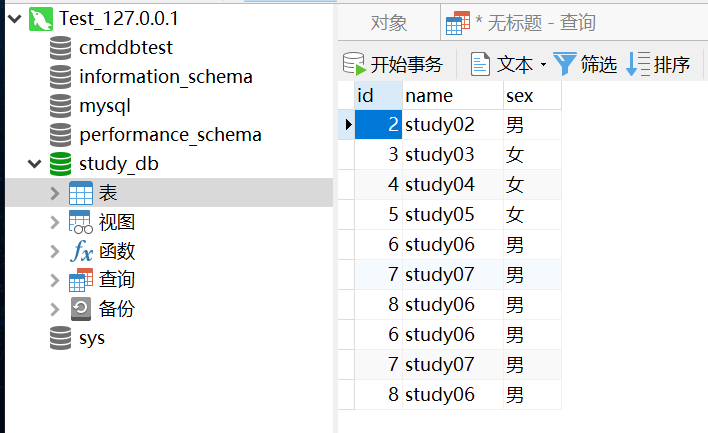 Test_127.0.0.1
cmddbtest
information_schema
mysql
performance_schema
study_db
表
视图
fx 函数
查询
备份
sys
对象
* 无标题 - 查询
开始事务 文本 筛选 排序
id name sex
2 study02 男
3 study03 女
4 study04 女
5 study05 女
6 study06 男
7 study07 男
8 study06 男
6 study06 男
7 study07 男
8 study06 男